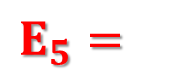 E₅ =